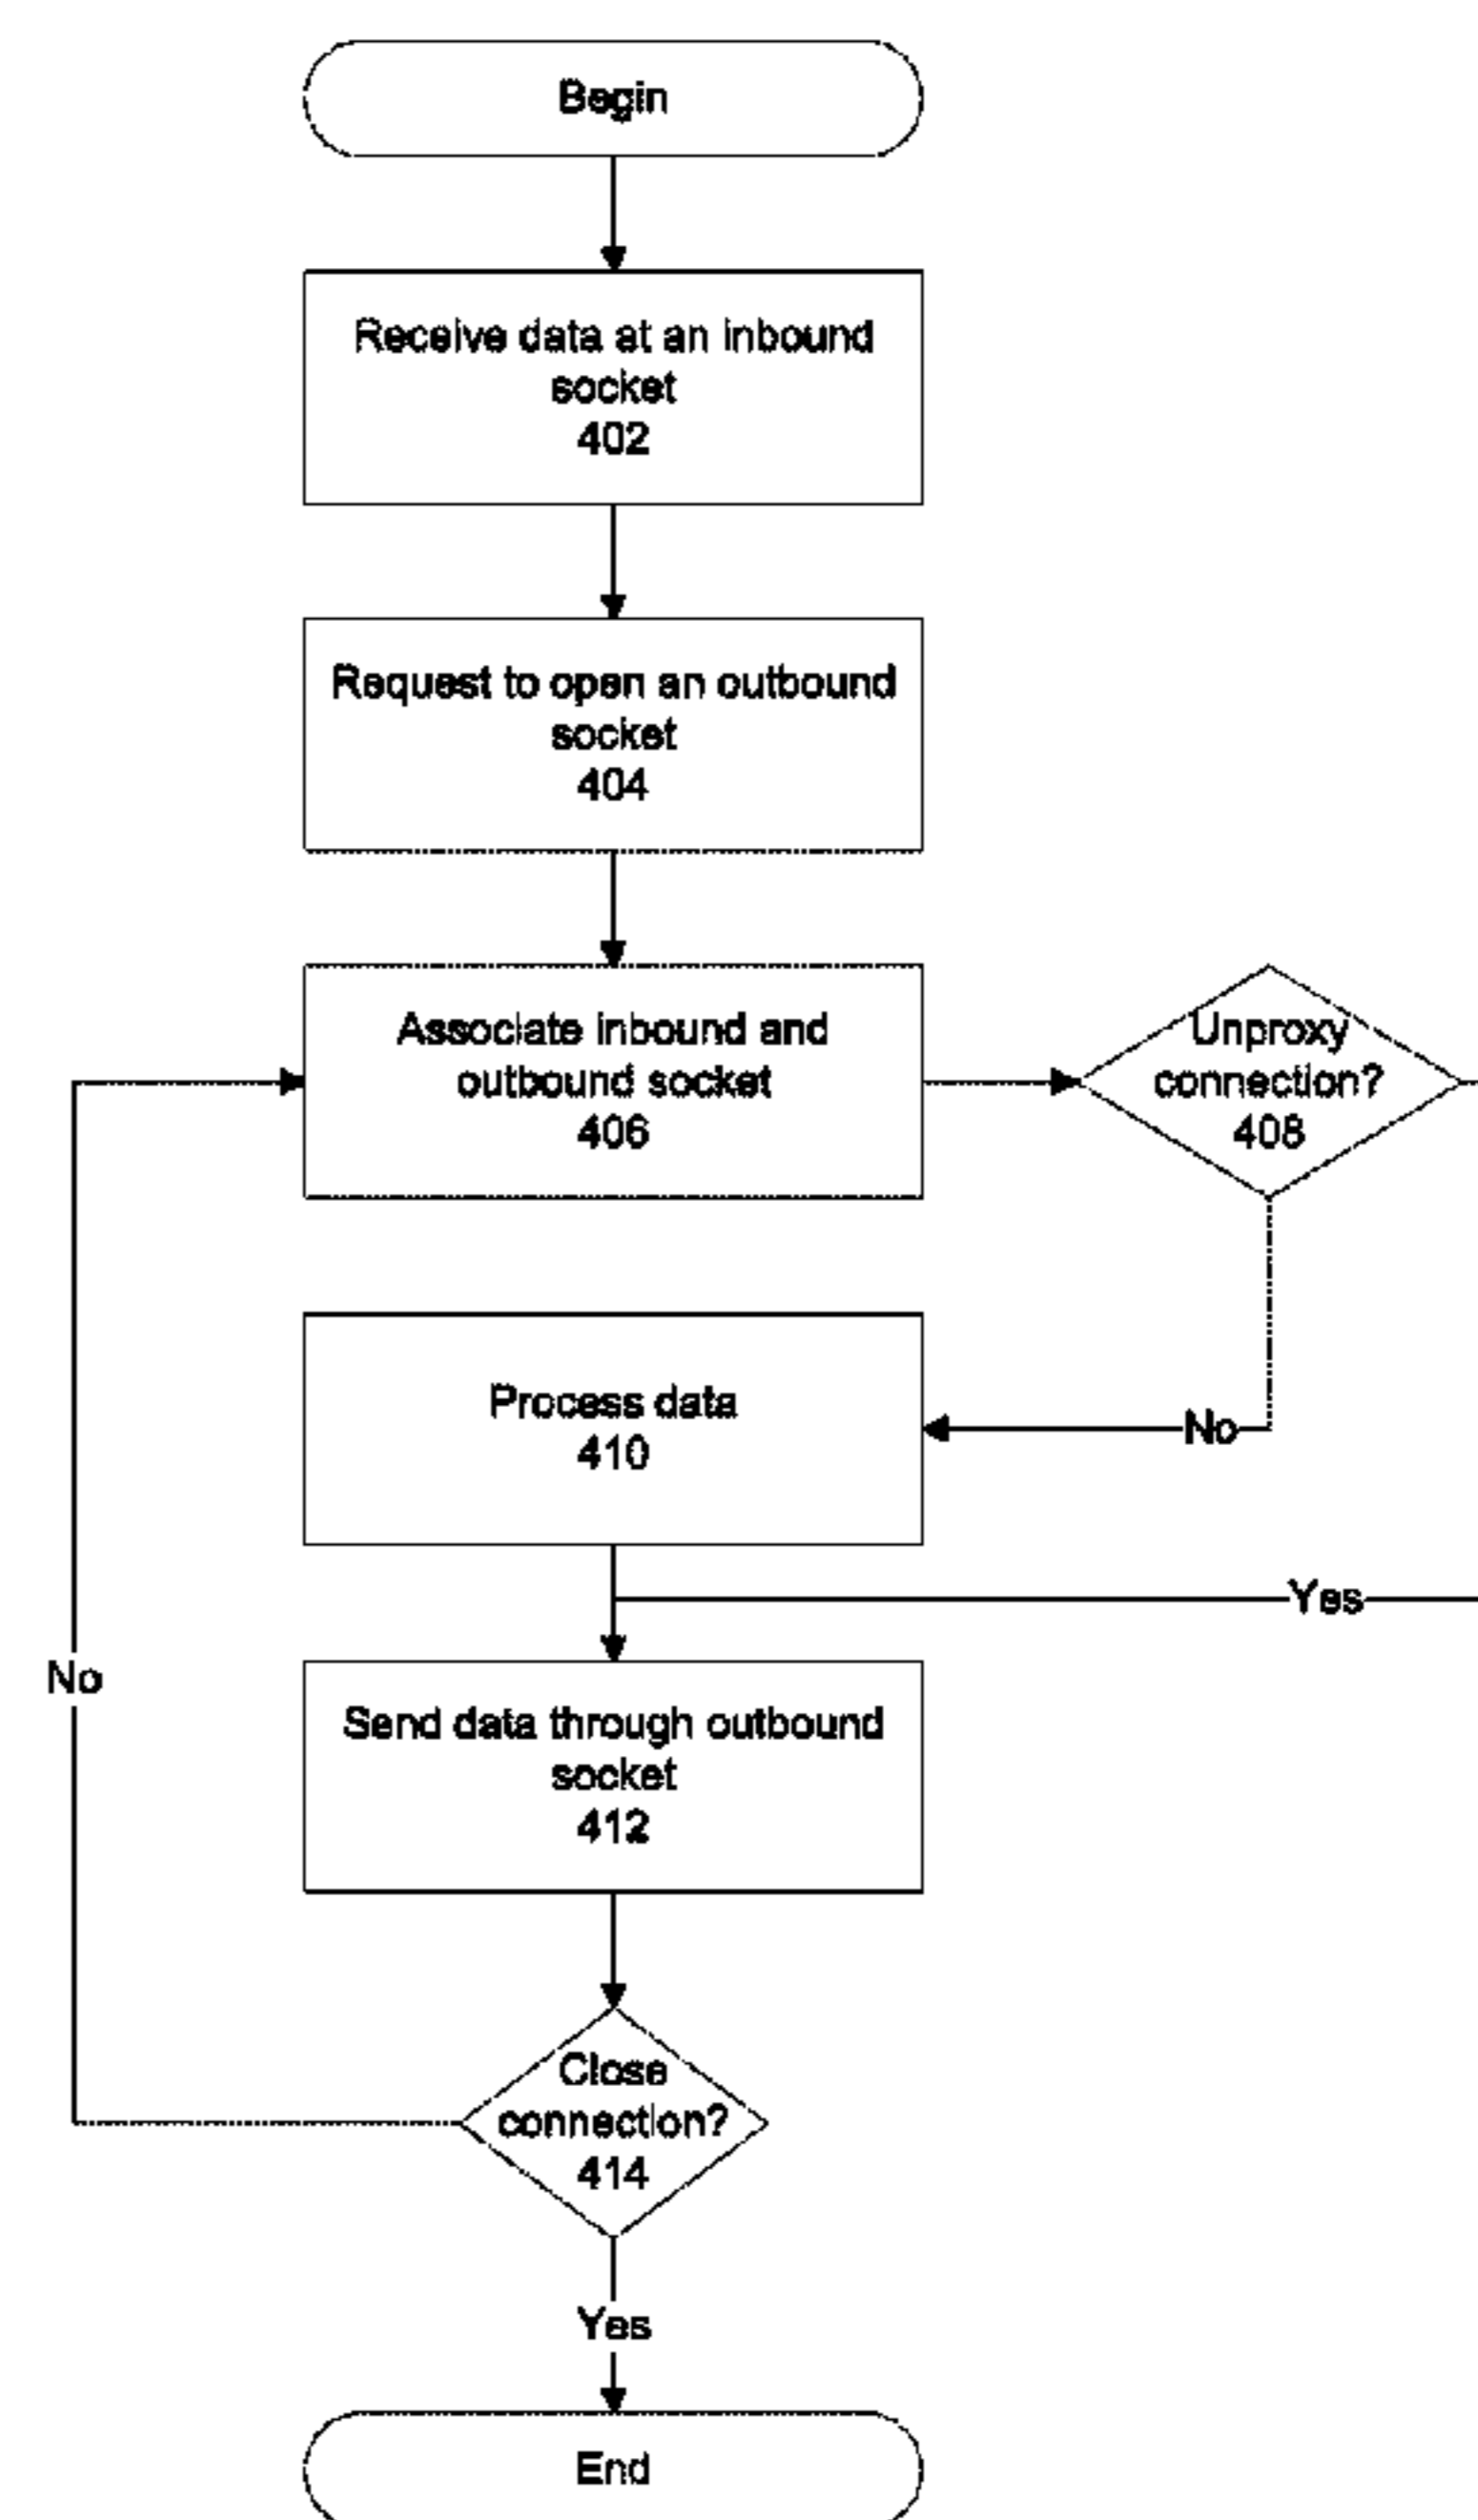 Begin
Receive data at an inbound
socket
402
Request to open an outbound
socket
404
Associate inbound and
outbound socket
406
Unproxy
connection?
408
Process data
410
No
Yes
No
Send data through outbound
socket
412
Close
connection?
414
Yes
End